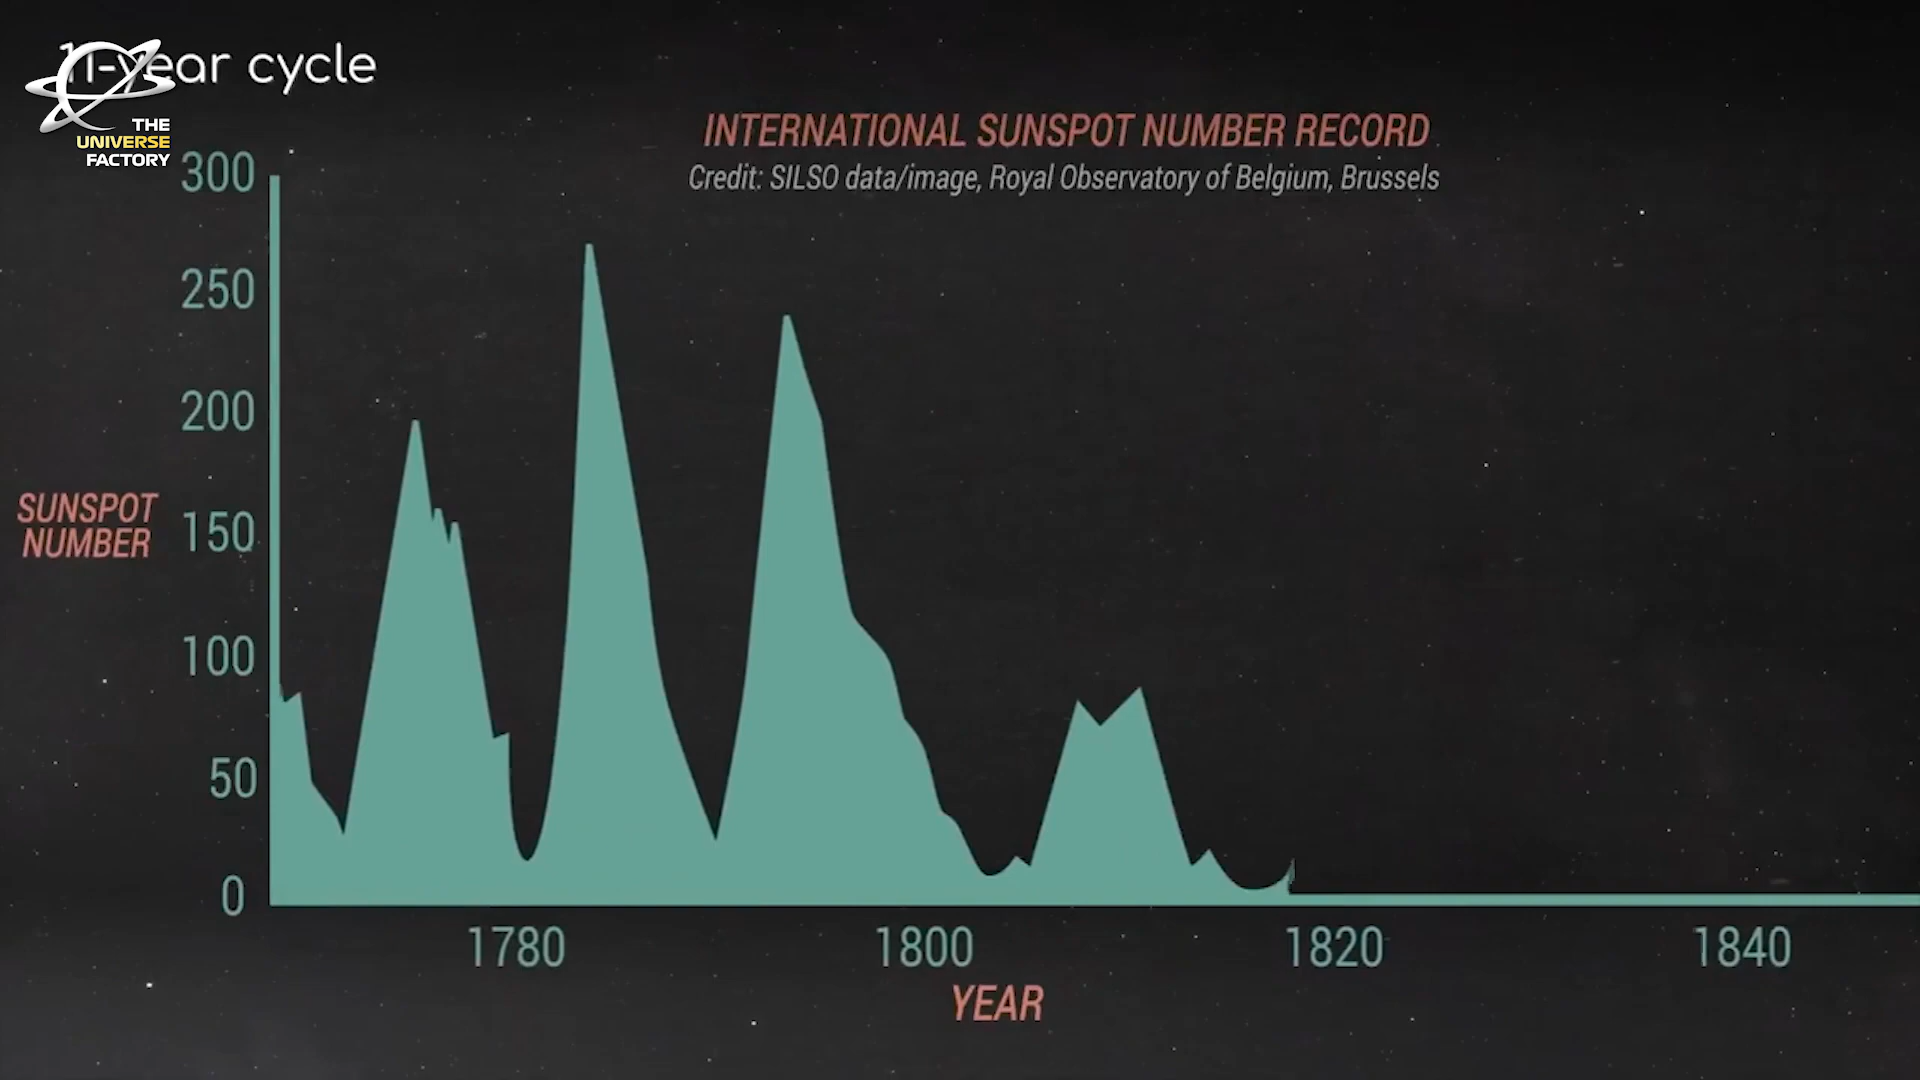 11-year cycle
THE
UNIVERSE
FACTORY
INTERNATIONAL SUNSPOT NUMBER RECORD
Credit: SILSO data/image, Royal Observatory of Belgium, Brussels
300
250
200
SUNSPOT
NUMBER
150
100
50
0
1780 1800 1820 1840
YEAR